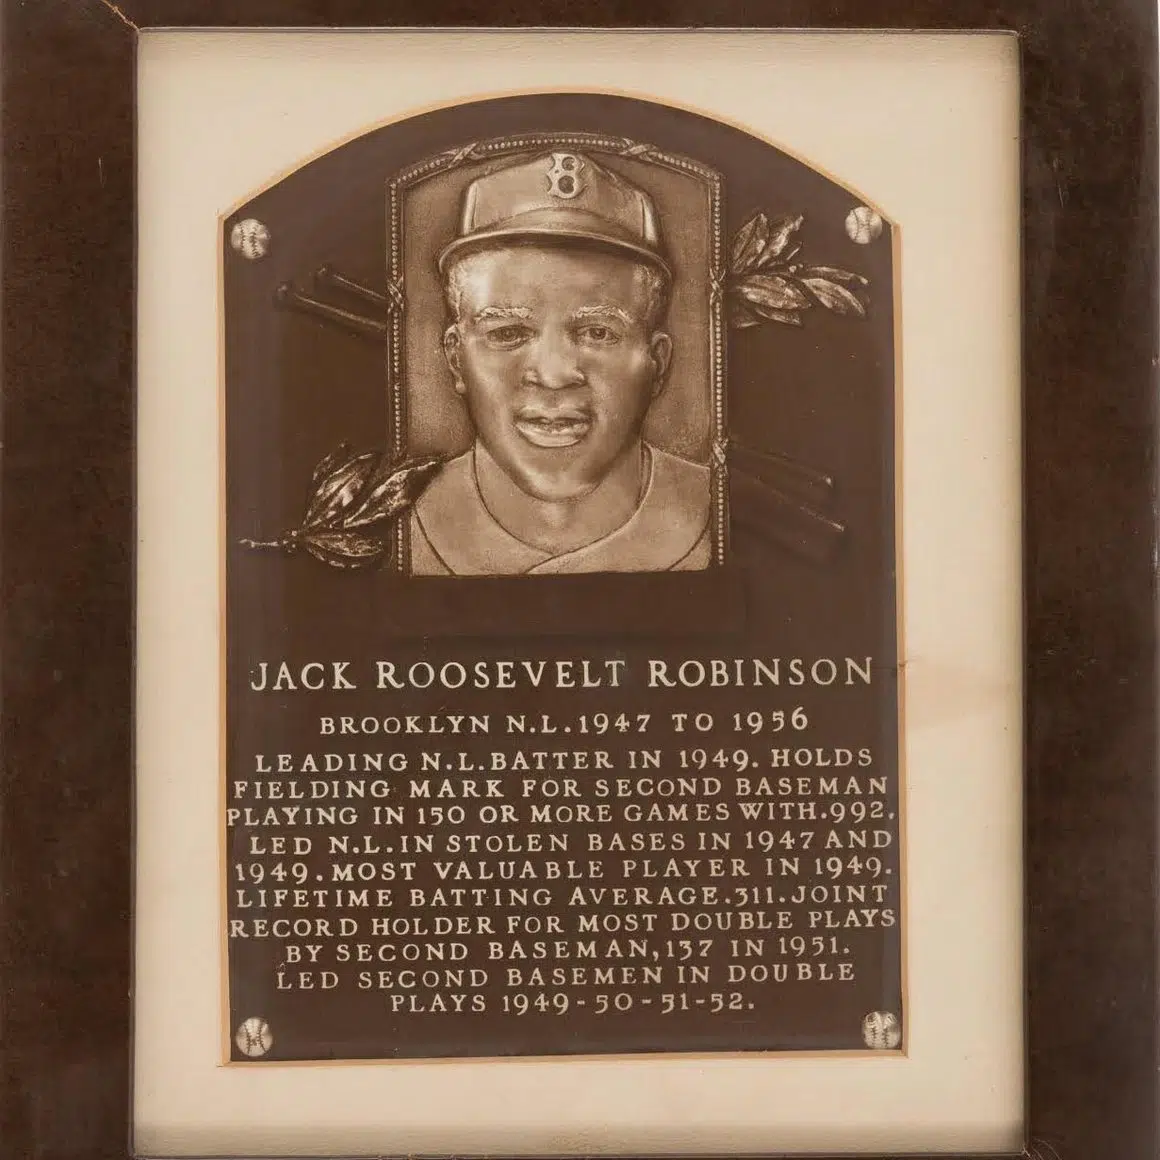 B
JACK ROOSEVELT ROBINSON
BROOKLYN N.L. 1947 TO 1956
LEADING N.L. BATTER IN 1949. HOLDS
FIELDING MARK FOR SECOND BASEMAN
PLAYING IN 150 OR MORE GAMES WITH .992.
LED N.L. IN STOLEN BASES IN 1947 AND
1949. MOST VALUABLE PLAYER IN 1949.
LIFETIME BATTING AVERAGE .311. JOINT
RECORD HOLDER FOR MOST DOUBLE PLAYS
BY SECOND BASEMAN, 137 IN 1951.
LED SECOND BASEMEN IN DOUBLE
PLAYS 1949-50-51-52.